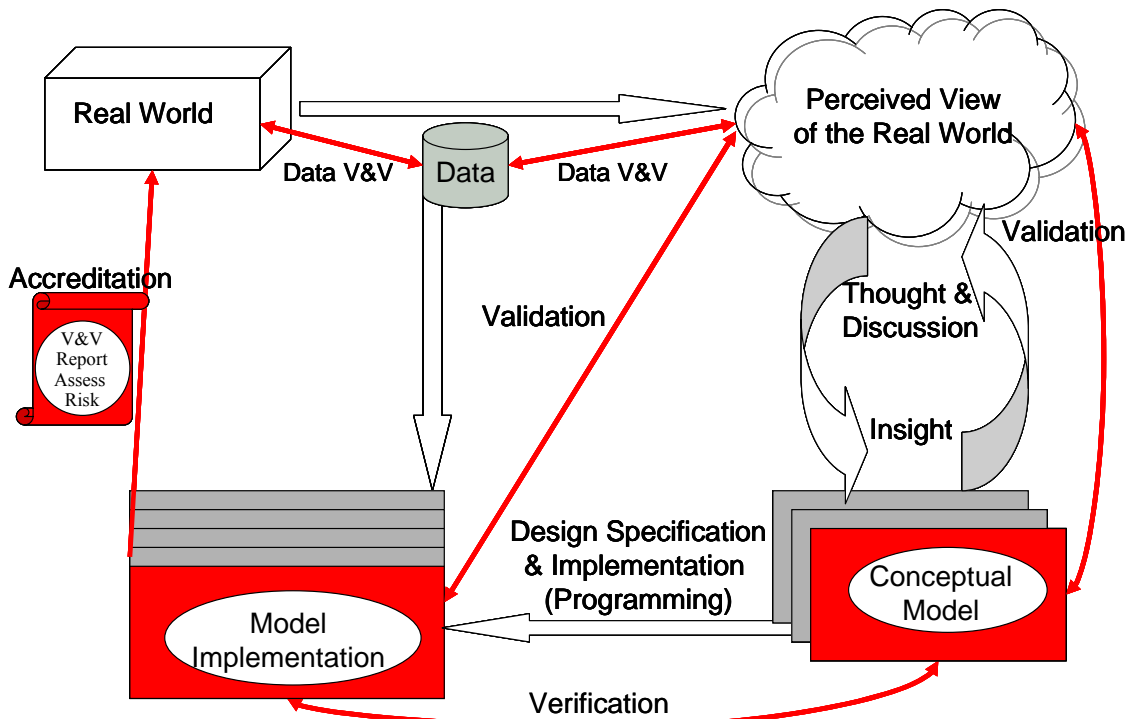 Real World
Perceived View
of the Real World
Data V&V
Data
Data V&V
Validation
Accreditation
V&V
Report
Assess
Risk
Validation
Thought &
Discussion
Insight
Design Specification
& Implementation
(Programming)
Conceptual
Model
Model
Implementation
Verification